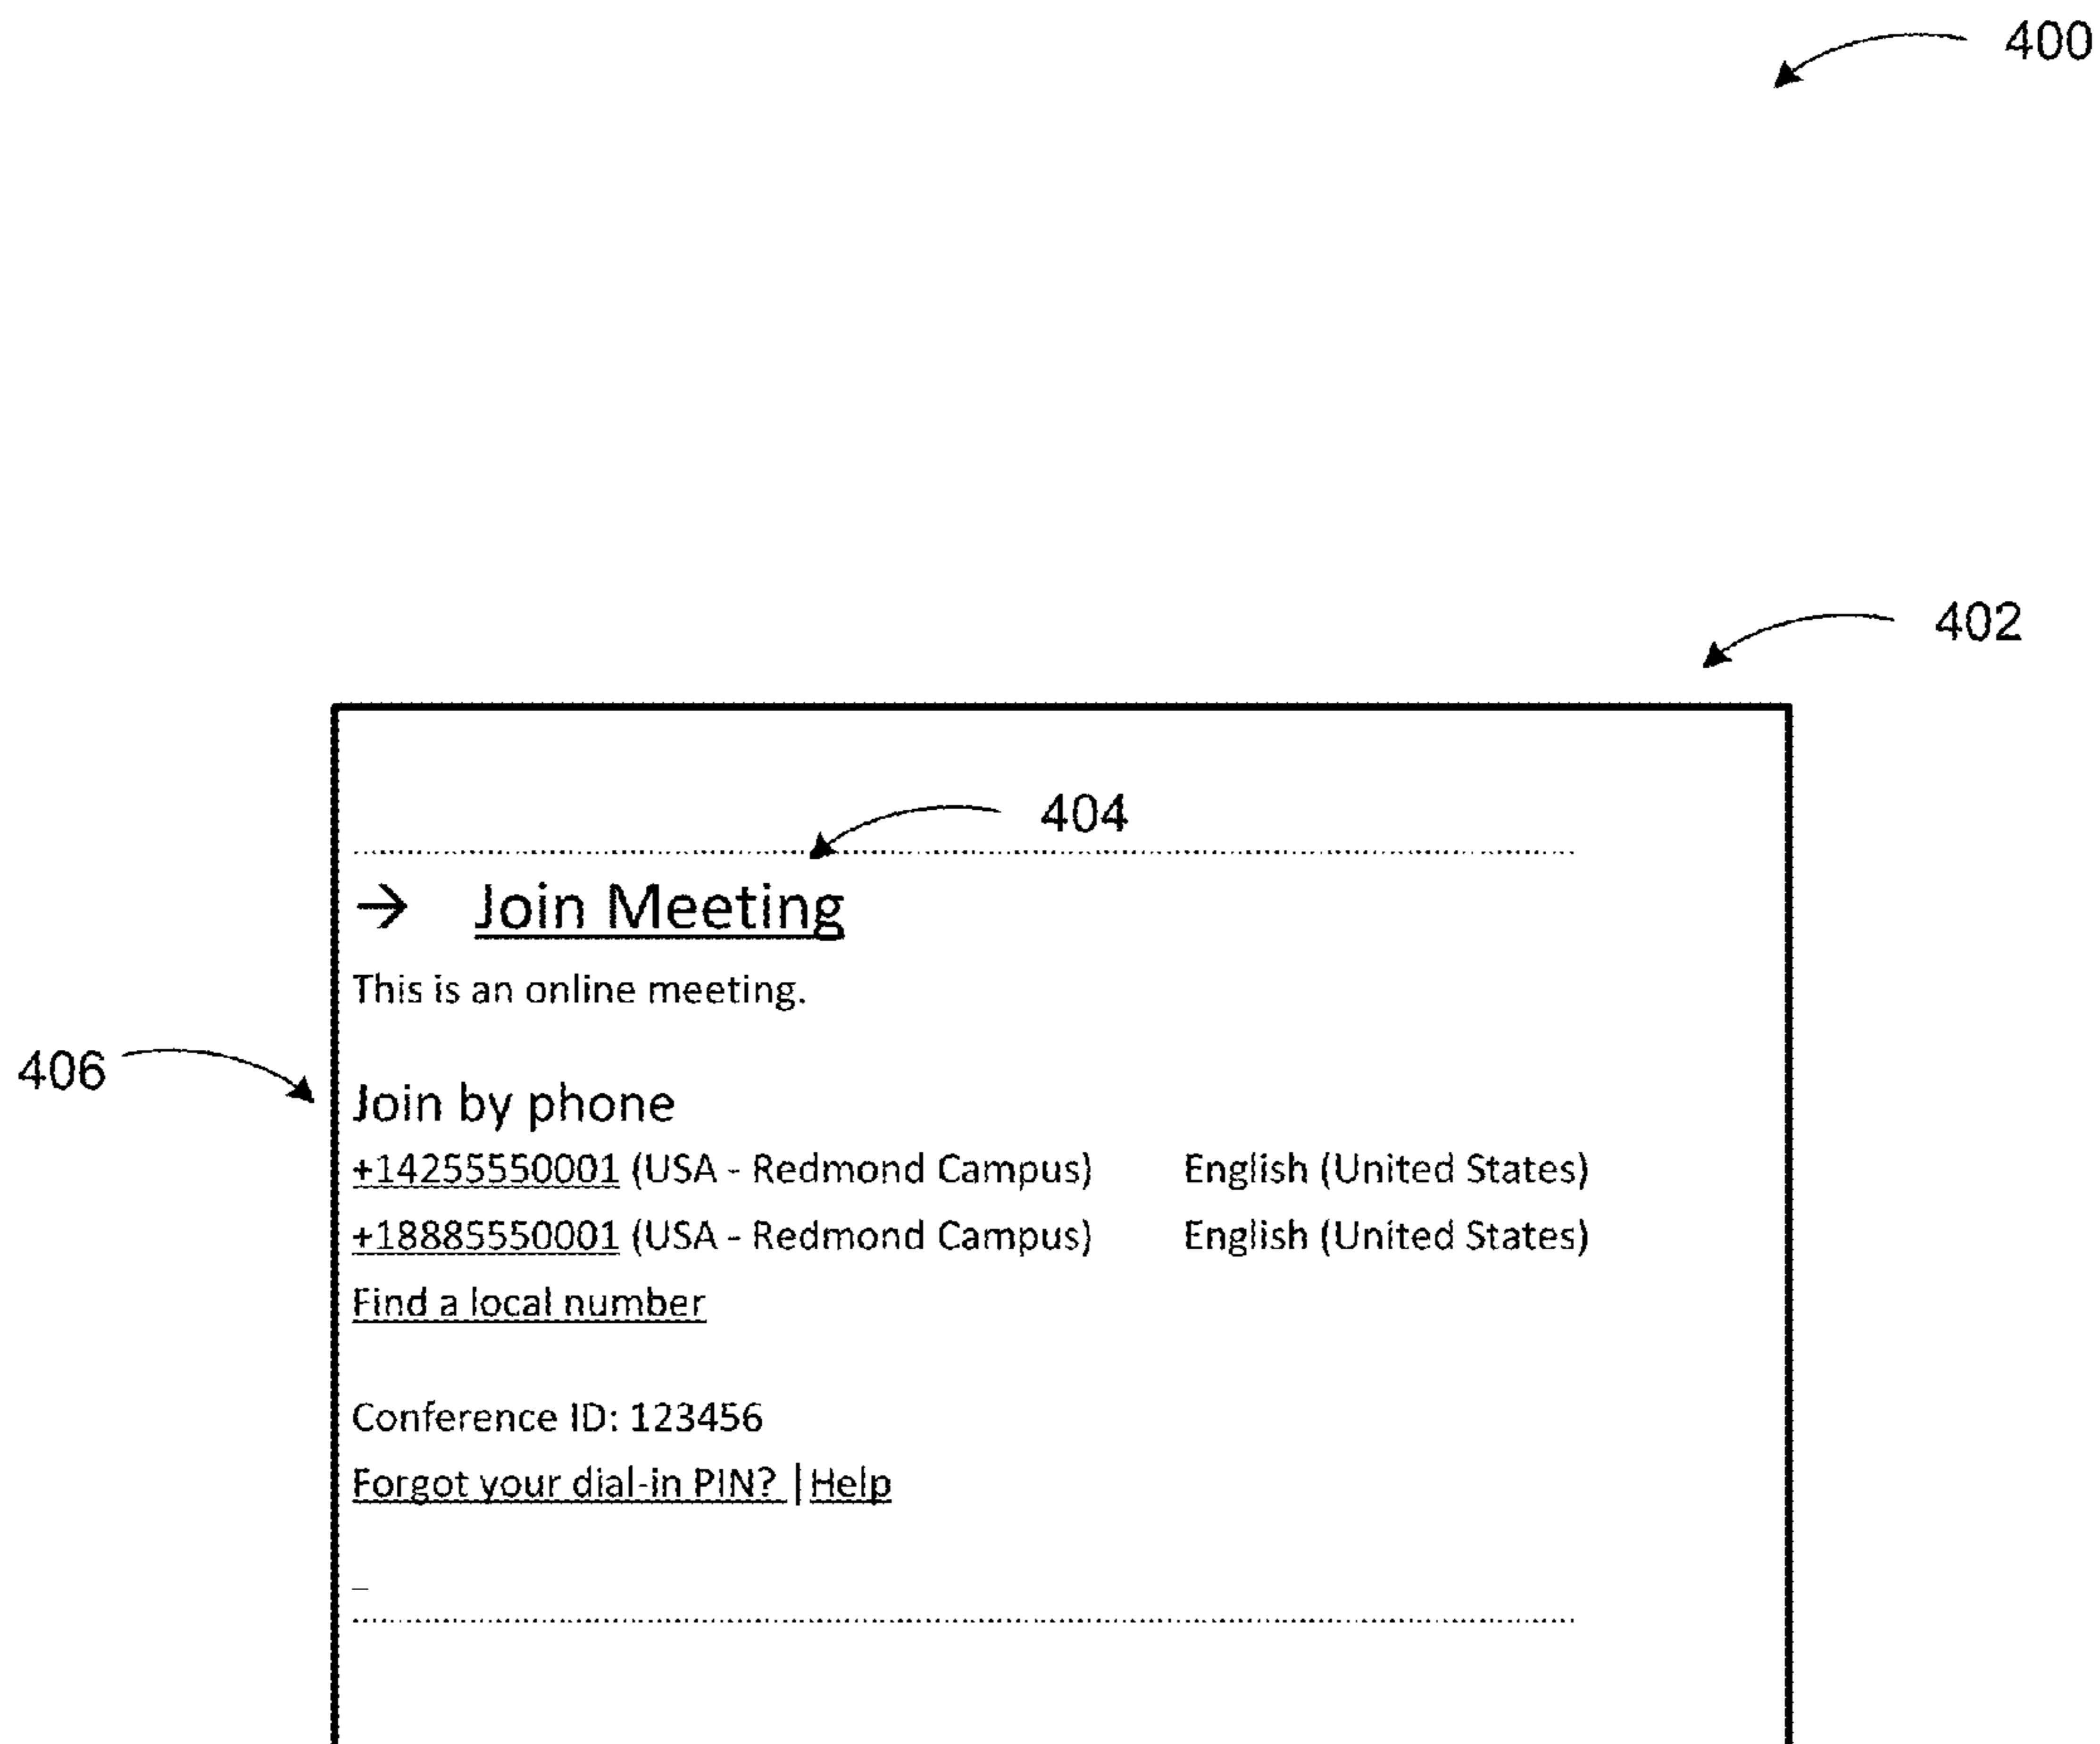 400
402
404
→ Join Meeting
This is an online meeting.
406
Join by phone
+14255550001 (USA - Redmond Campus) English (United States)
+18885550001 (USA - Redmond Campus) English (United States)
Find a local number
Conference ID: 123456
Forgot your dial-in PIN? | Help
_